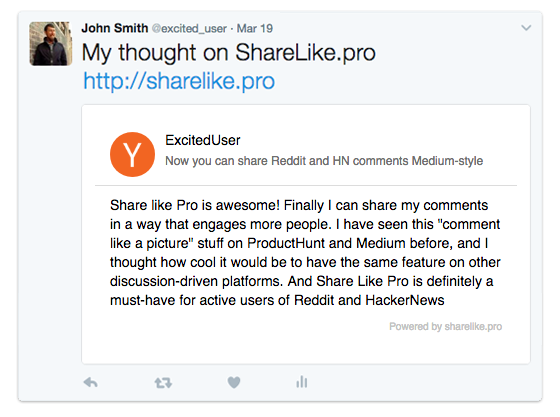 John Smith @excited_user · Mar 19
My thought on ShareLike.pro
http://sharelike.pro
Y
ExcitedUser
Now you can share Reddit and HN comments Medium-style
Share like Pro is awesome! Finally I can share my comments
in a way that engages more people. I have seen this "comment
like a picture" stuff on ProductHunt and Medium before, and I
thought how cool it would be to have the same feature on other
discussion-driven platforms. And Share Like Pro is definitely a
must-have for active users of Reddit and HackerNews
Powered by sharelike.pro